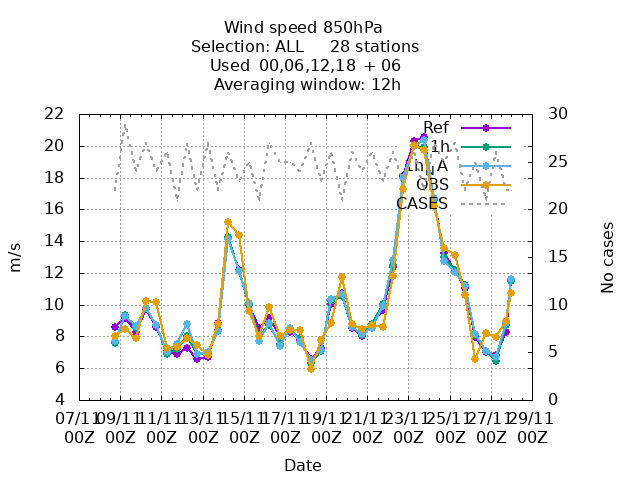 Wind speed 850hPa
Selection: ALL 28 stations
Used 00,06,12,18 + 06
Averaging window: 12h
22 30
20 25
18 20
16
14 15
12
10 10
8
6 5
4 0
m/s
No cases
Ref
1h
1h_A
OBS
CASES
07/11 09/11 11/11 13/11 15/11 17/11 19/11 21/11 23/11 25/11 27/11 29/11
00Z 00Z 00Z 00Z 00Z 00Z 00Z 00Z 00Z 00Z 00Z 00Z
Date